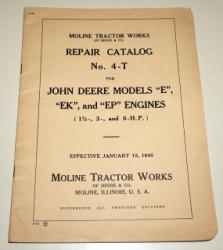 MOLINE TRACTOR WORKS
OF DEERE & CO.
REPAIR CATALOG
No. 4-T
FOR
JOHN DEERE MODELS "E",
"EK", and "EP" ENGINES
(1½-, 3-, and 6-H.P.)
EFFECTIVE JANUARY 15, 1945
MOLINE TRACTOR WORKS
OF DEERE & CO.
MOLINE, ILLINOIS, U. S. A.
SUPERSEDES ALL PREVIOUS EDITIONS